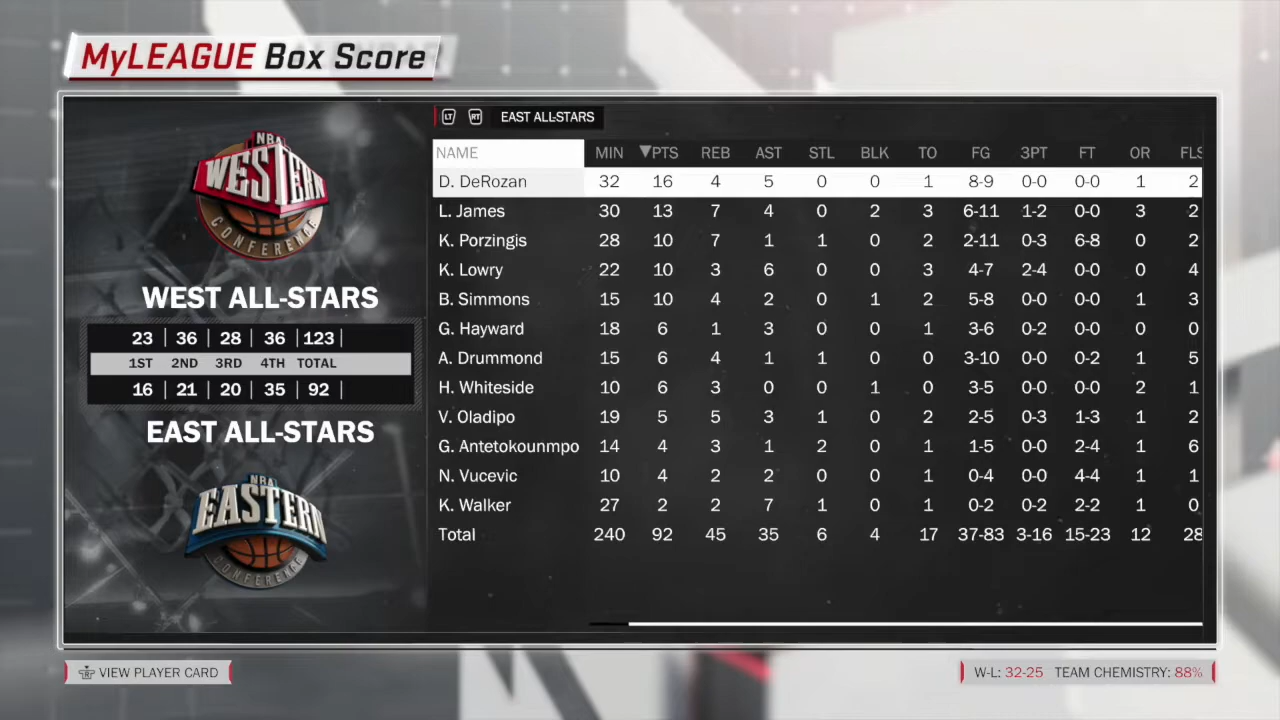 MyLEAGUE Box Score
NBA
WESTERN
CONFERENCE
WEST ALL-STARS
23 | 36 | 28 | 36 | 123 |
1ST 2ND 3RD 4TH TOTAL
16 | 21 | 20 | 35 | 92 |
EAST ALL-STARS
NBA
EASTERN
CONFERENCE
LT RT EAST ALL-STARS
NAME MIN ▼PTS REB AST STL BLK TO FG 3PT FT OR FLS
D. DeRozan 32 16 4 5 0 0 1 8-9 0-0 0-0 1 2
L. James 30 13 7 4 0 2 3 6-11 1-2 0-0 3 2
K. Porzingis 28 10 7 1 1 0 2 2-11 0-3 6-8 0 2
K. Lowry 22 10 3 6 0 0 3 4-7 2-4 0-0 0 4
B. Simmons 15 10 4 2 0 1 2 5-8 0-0 0-0 1 3
G. Hayward 18 6 1 3 0 0 1 3-6 0-2 0-0 0 0
A. Drummond 15 6 4 1 1 0 0 3-10 0-0 0-2 1 5
H. Whiteside 10 6 3 0 0 1 0 3-5 0-0 0-0 2 1
V. Oladipo 19 5 5 3 1 0 2 2-5 0-3 1-3 1 2
G. Antetokounmpo 14 4 3 1 2 0 1 1-5 0-0 2-4 1 6
N. Vucevic 10 4 2 2 0 0 1 0-4 0-0 4-4 1 1
K. Walker 27 2 2 7 1 0 1 0-2 0-2 2-2 1 0
Total 240 92 45 35 6 4 17 37-83 3-16 15-23 12 28
R VIEW PLAYER CARD
W-L: 32-25 TEAM CHEMISTRY: 88%